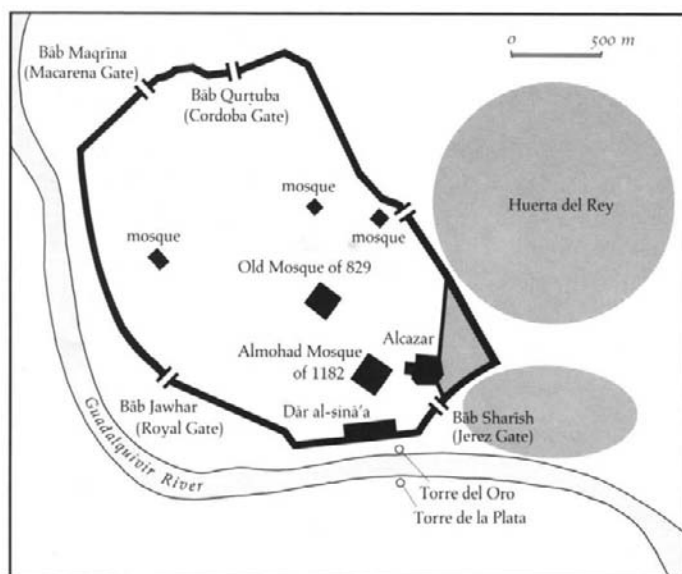 0 500 m
Bāb Maqrīna
(Macarena Gate)
Bāb Qurṭuba
(Cordoba Gate)
Huerta del Rey
mosque
mosque
mosque
Old Mosque of 829
Alcazar
Almohad Mosque
of 1182
Bāb Jawhar
(Royal Gate)
Dār al-sinā'a
Bāb Sharīsh
(Jerez Gate)
Guadalquivir River
Torre del Oro
Torre de la Plata